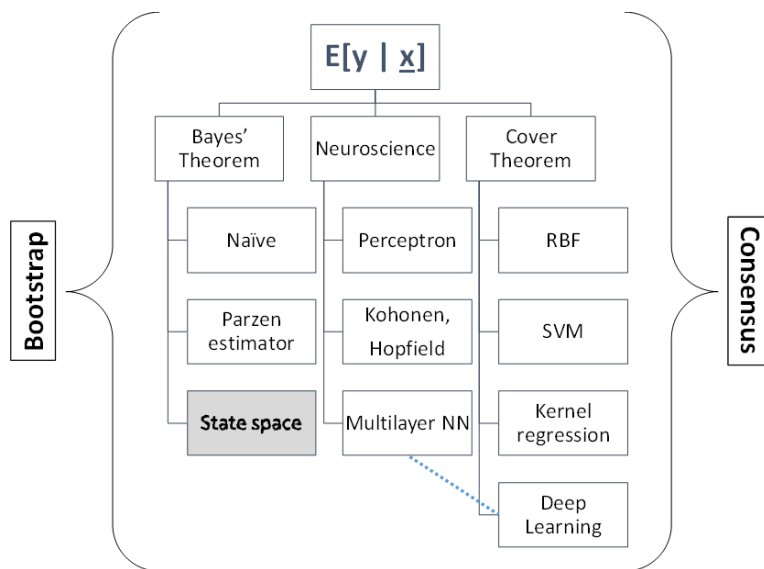 E[y | x]
Bayes' Theorem
Neuroscience
Cover Theorem
Naïve
Perceptron
RBF
Parzen estimator
Kohonen, Hopfield
SVM
State space
Multilayer NN
Kernel regression
Deep Learning
Bootstrap
Consensus